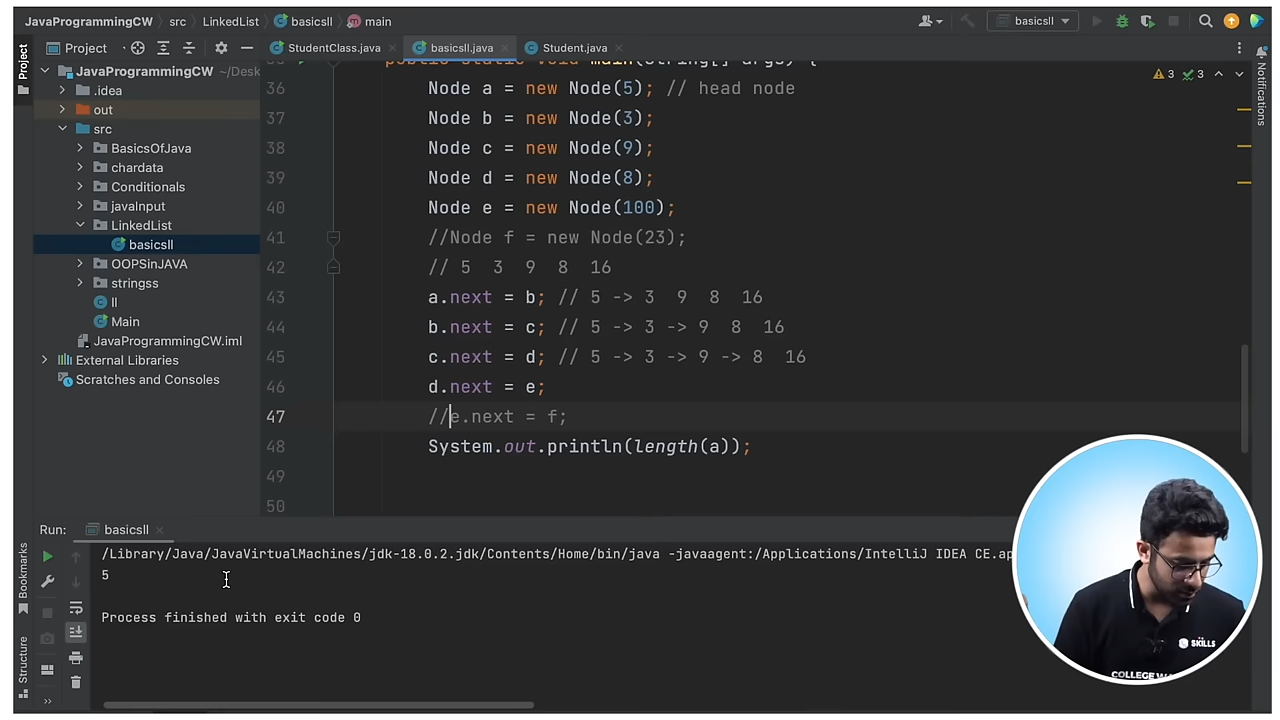 JavaProgrammingCW src LinkedList basicsll main basicsll
Project Project StudentClass.java basicsll.java Student.java
JavaProgrammingCW ~/Desk
.idea
out
src
BasicsOfJava
chardata
Conditionals
javaInput
LinkedList
basicsll
OOPSinJAVA
stringss
ll
Main
JavaProgrammingCW.iml
External Libraries
Scratches and Consoles
3 3
Notifications
public static void main(String[] args) {
36 Node a = new Node(5); // head node
37 Node b = new Node(3);
38 Node c = new Node(9);
39 Node d = new Node(8);
40 Node e = new Node(100);
41 //Node f = new Node(23);
42 // 5 3 9 8 16
43 a.next = b; // 5 -> 3 9 8 16
44 b.next = c; // 5 -> 3 -> 9 8 16
45 c.next = d; // 5 -> 3 -> 9 -> 8 16
46 d.next = e;
47 //e.next = f;
48 System.out.println(length(a));
49
50
Run: basicsll
/Library/Java/JavaVirtualMachines/jdk-18.0.2.jdk/Contents/Home/bin/java -javaagent:/Applications/IntelliJ IDEA CE.ap
5
Process finished with exit code 0
Bookmarks
Structure
SKILLS
COLLEGE W